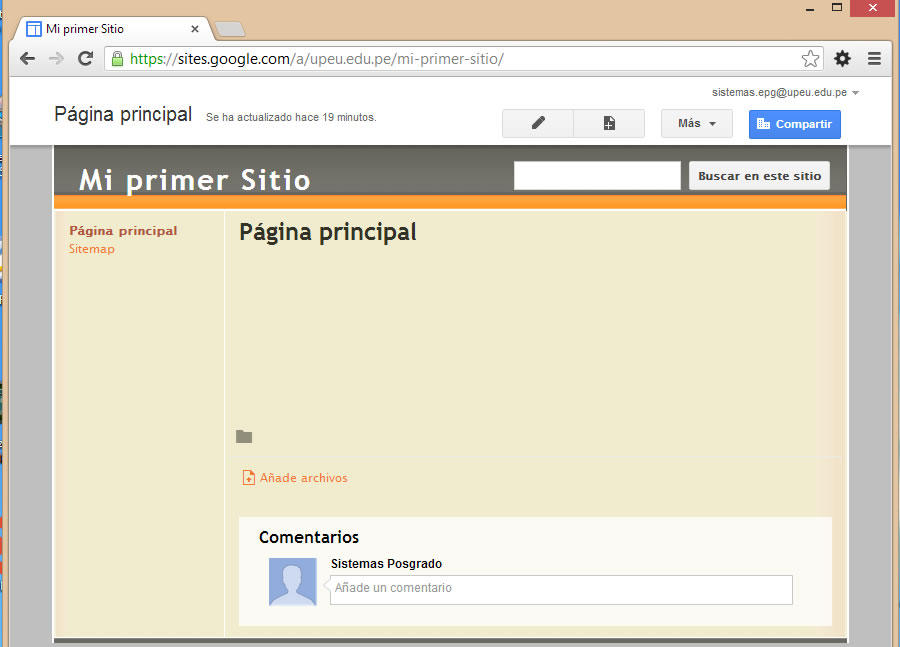 Mi primer Sitio
https://sites.google.com/a/upeu.edu.pe/mi-primer-sitio/
sistemas.epg@upeu.edu.pe
Página principal Se ha actualizado hace 19 minutos.
Más
Compartir
Mi primer Sitio
Buscar en este sitio
Página principal
Sitemap
Página principal
Añade archivos
Comentarios
Sistemas Posgrado
Añade un comentario